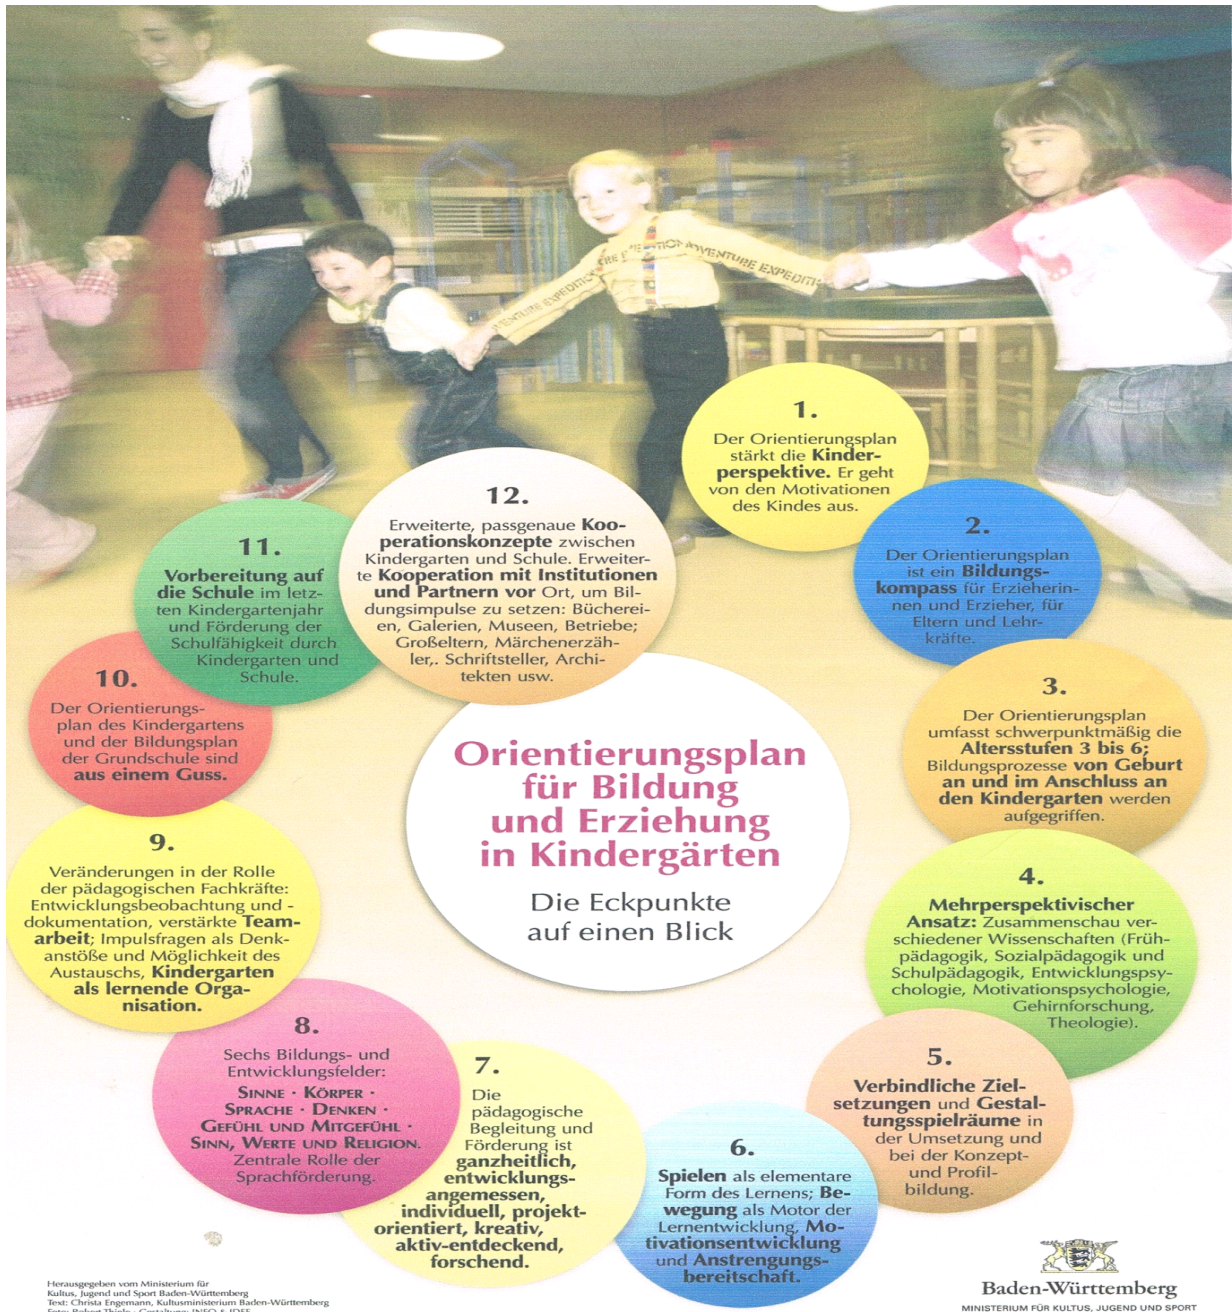 ADVENTURE EXPEDITI
VENTURE EXPEDITION
1.
Der Orientierungsplan
stärkt die Kinder-
perspektive. Er geht
von den Motivationen
des Kindes aus.
2.
Der Orientierungsplan
ist ein Bildungs-
kompass für Erzieherin-
nen und Erzieher, für
Eltern und Lehr-
kräfte.
3.
Der Orientierungsplan
umfasst schwerpunktmäßig die
Altersstufen 3 bis 6;
Bildungsprozesse von Geburt
an und im Anschluss an
den Kindergarten werden
aufgegriffen.
4.
Mehrperspektivischer
Ansatz: Zusammenschau ver-
schiedener Wissenschaften (Früh-
pädagogik, Sozialpädagogik und
Schulpädagogik, Entwicklungspsy-
chologie, Motivationspsychologie,
Gehirnforschung,
Theologie).
5.
Verbindliche Ziel-
setzungen und Gestal-
tungsspielräume in
der Umsetzung und
bei der Konzept-
und Profil-
bildung.
6.
Spielen als elementare
Form des Lernens; Be-
wegung als Motor der
Lernentwicklung, Mo-
tivationsentwicklung
und Anstrengungs-
bereitschaft.
7.
Die
pädagogische
Begleitung und
Förderung ist
ganzheitlich,
entwicklungs-
angemessen,
individuell, projekt-
orientiert, kreativ,
aktiv-entdeckend,
forschend.
8.
Sechs Bildungs- und
Entwicklungsfelder:
SINNE · KÖRPER ·
SPRACHE · DENKEN ·
GEFÜHL UND MITGEFÜHL ·
SINN, WERTE UND RELIGION.
Zentrale Rolle der
Sprachförderung.
9.
Veränderungen in der Rolle
der pädagogischen Fachkräfte:
Entwicklungsbeobachtung und -
dokumentation, verstärkte Team-
arbeit; Impulsfragen als Denk-
anstöße und Möglichkeit des
Austauschs, Kindergarten
als lernende Orga-
nisation.
10.
Der Orientierungs-
plan des Kindergartens
und der Bildungsplan
der Grundschule sind
aus einem Guss.
11.
Vorbereitung auf
die Schule im letz-
ten Kindergartenjahr
und Förderung der
Schulfähigkeit durch
Kindergarten und
Schule.
12.
Erweiterte, passgenaue Koo-
perationskonzepte zwischen
Kindergarten und Schule. Erweiter-
te Kooperation mit Institutionen
und Partnern vor Ort, um Bil-
dungsimpulse zu setzen: Bücherei-
en, Galerien, Museen, Betriebe;
Großeltern, Märchenerzäh-
ler,. Schriftsteller, Archi-
tekten usw.
Orientierungsplan
für Bildung
und Erziehung
in Kindergärten
Die Eckpunkte
auf einen Blick
Herausgegeben vom Ministerium für
Kultus, Jugend und Sport Baden-Württemberg
Text: Christa Engemann, Kultusministerium Baden-Württemberg
Foto: Robert Thiele · Gestaltung: INFO & IDEE
Baden-Württemberg
MINISTERIUM FÜR KULTUS, JUGEND UND SPORT